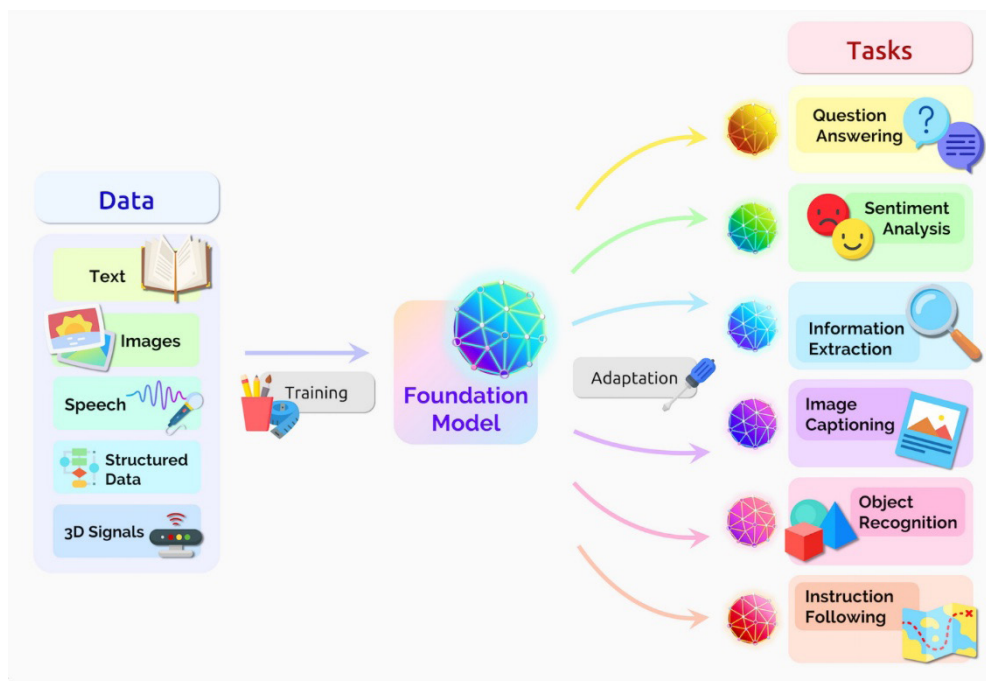 Data
Text
Images
Speech
Structured
Data
3D Signals
Training
Foundation
Model
Adaptation
Tasks
Question
Answering
?
Sentiment
Analysis
Information
Extraction
Image
Captioning
Object
Recognition
Instruction
Following